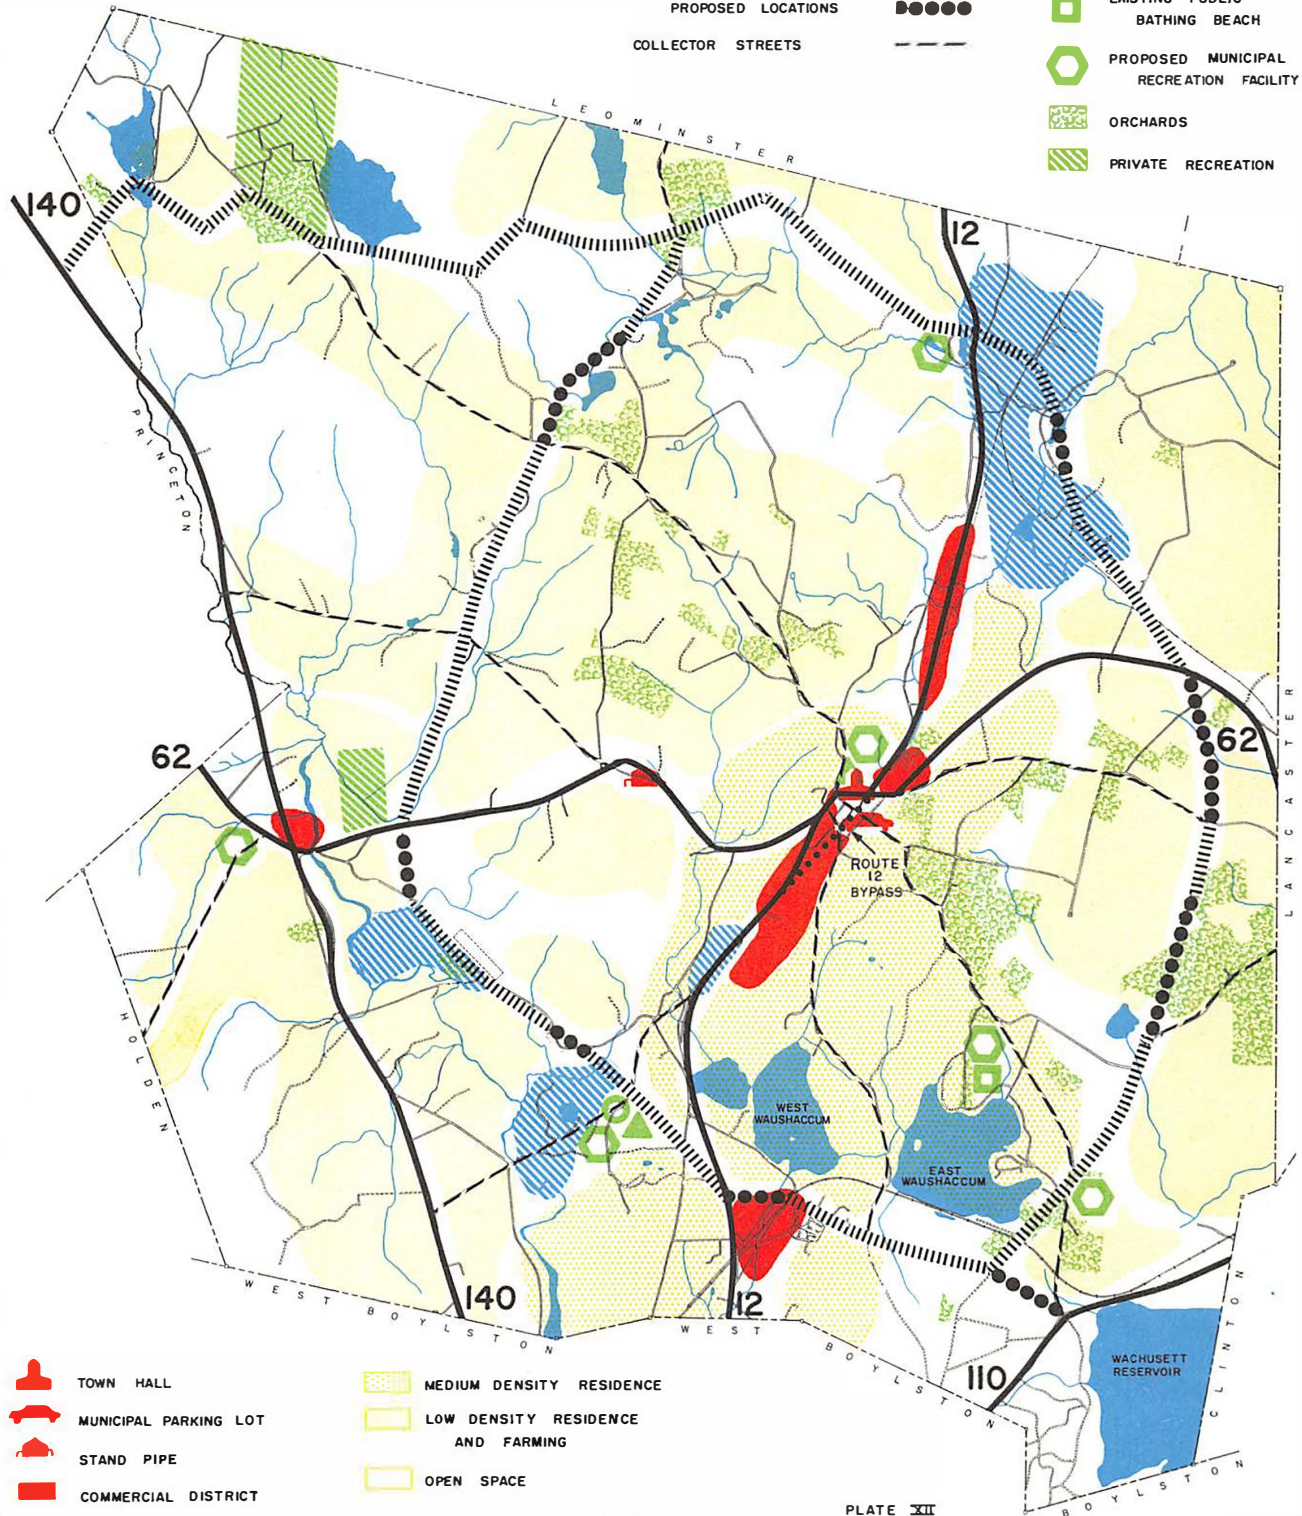 PROPOSED LOCATIONS
COLLECTOR STREETS
EXISTING PUBLIC
BATHING BEACH
PROPOSED MUNICIPAL
RECREATION FACILITY
ORCHARDS
PRIVATE RECREATION
LEOMINSTER
140
12
PRINCETON
62
62
LANCASTER
ROUTE
12
BYPASS
HOLDEN
WEST
WAUSHACCUM
EAST
WAUSHACCUM
140
12
WEST BOYLSTON
WEST BOYLSTON
110
WACHUSETT
RESERVOIR
CLINTON
BOYLSTON
TOWN HALL
MUNICIPAL PARKING LOT
STAND PIPE
COMMERCIAL DISTRICT
MEDIUM DENSITY RESIDENCE
LOW DENSITY RESIDENCE
AND FARMING
OPEN SPACE
PLATE XII